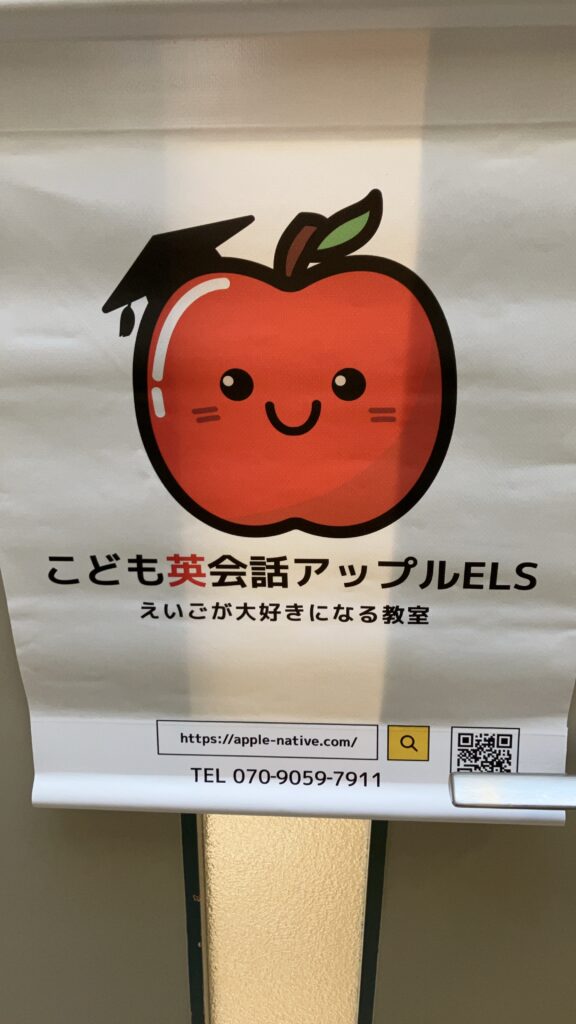 こども英会話アップルELS
えいごが大好きになる教室
https://apple-native.com/
TEL 070-9059-7911